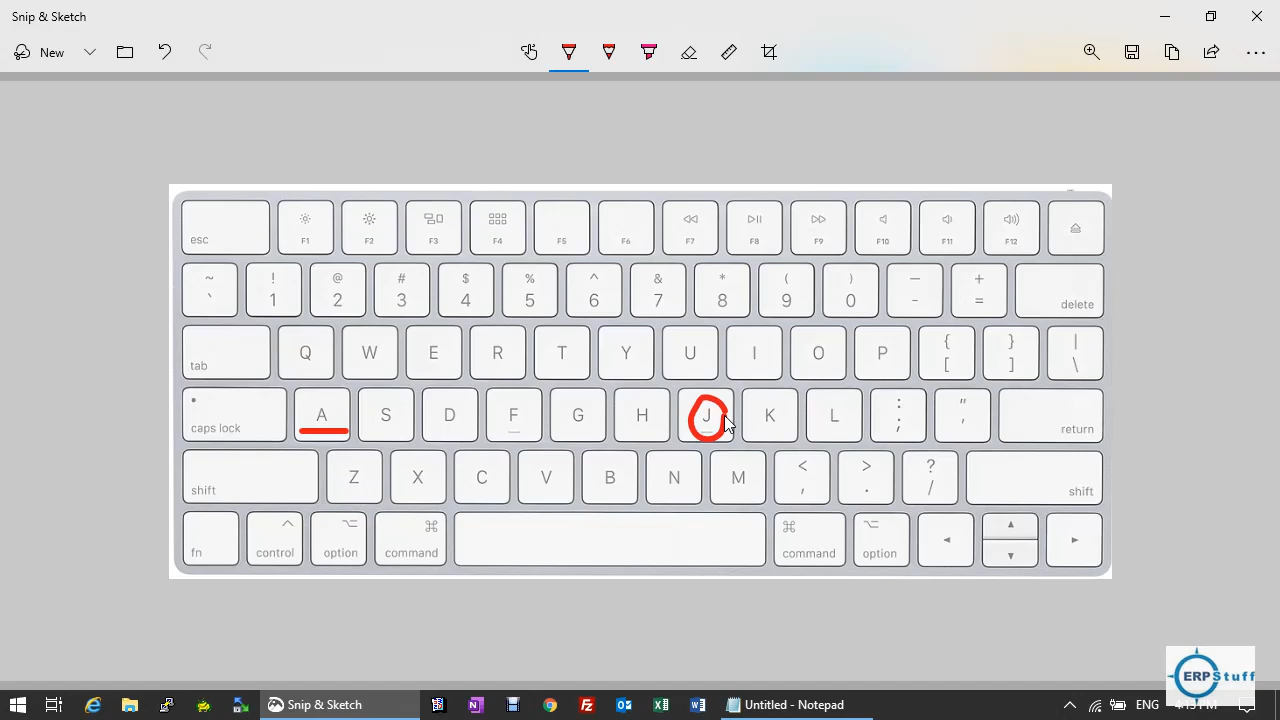 Snip & Sketch
New
esc F1 F2 F3 F4 F5 F6 F7 F8 F9 F10 F11 F12
~ ! @ # $ % ^ & * ( ) — +
` 1 2 3 4 5 6 7 8 9 0 - = delete
tab Q W E R T Y U I O P { [ } ] | \
caps lock A S D F G H J K L : ; " ' return
shift Z X C V B N M < , > . ? / shift
fn ^ control ⌥ option ⌘ command ⌘ command ⌥ option ◂ ▴ ▾ ▸
ERPStuff
Snip & Sketch Untitled - Notepad ENG